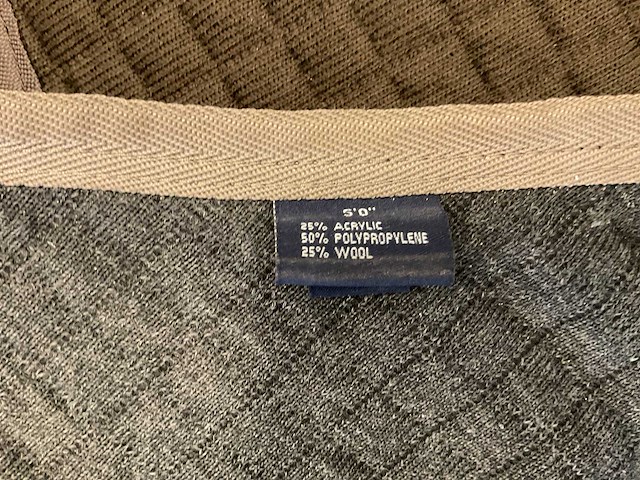 5'0"
25% ACRYLIC
50% POLYPROPYLENE
25% WOOL